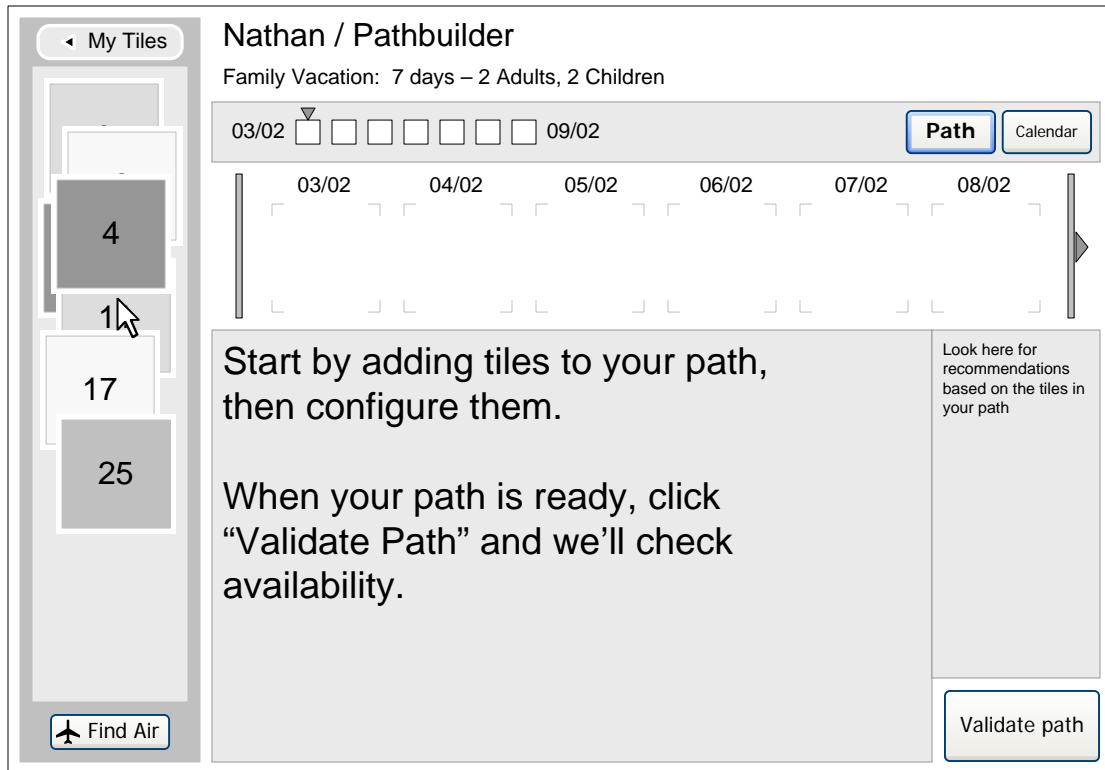 My Tiles
Nathan / Pathbuilder
Family Vacation: 7 days – 2 Adults, 2 Children
03/02
09/02
Path
Calendar
03/02
04/02
05/02
06/02
07/02
08/02
4
17
25
Start by adding tiles to your path,
then configure them.
When your path is ready, click
“Validate Path” and we’ll check
availability.
Look here for
recommendations
based on the tiles in
your path
Find Air
Validate path